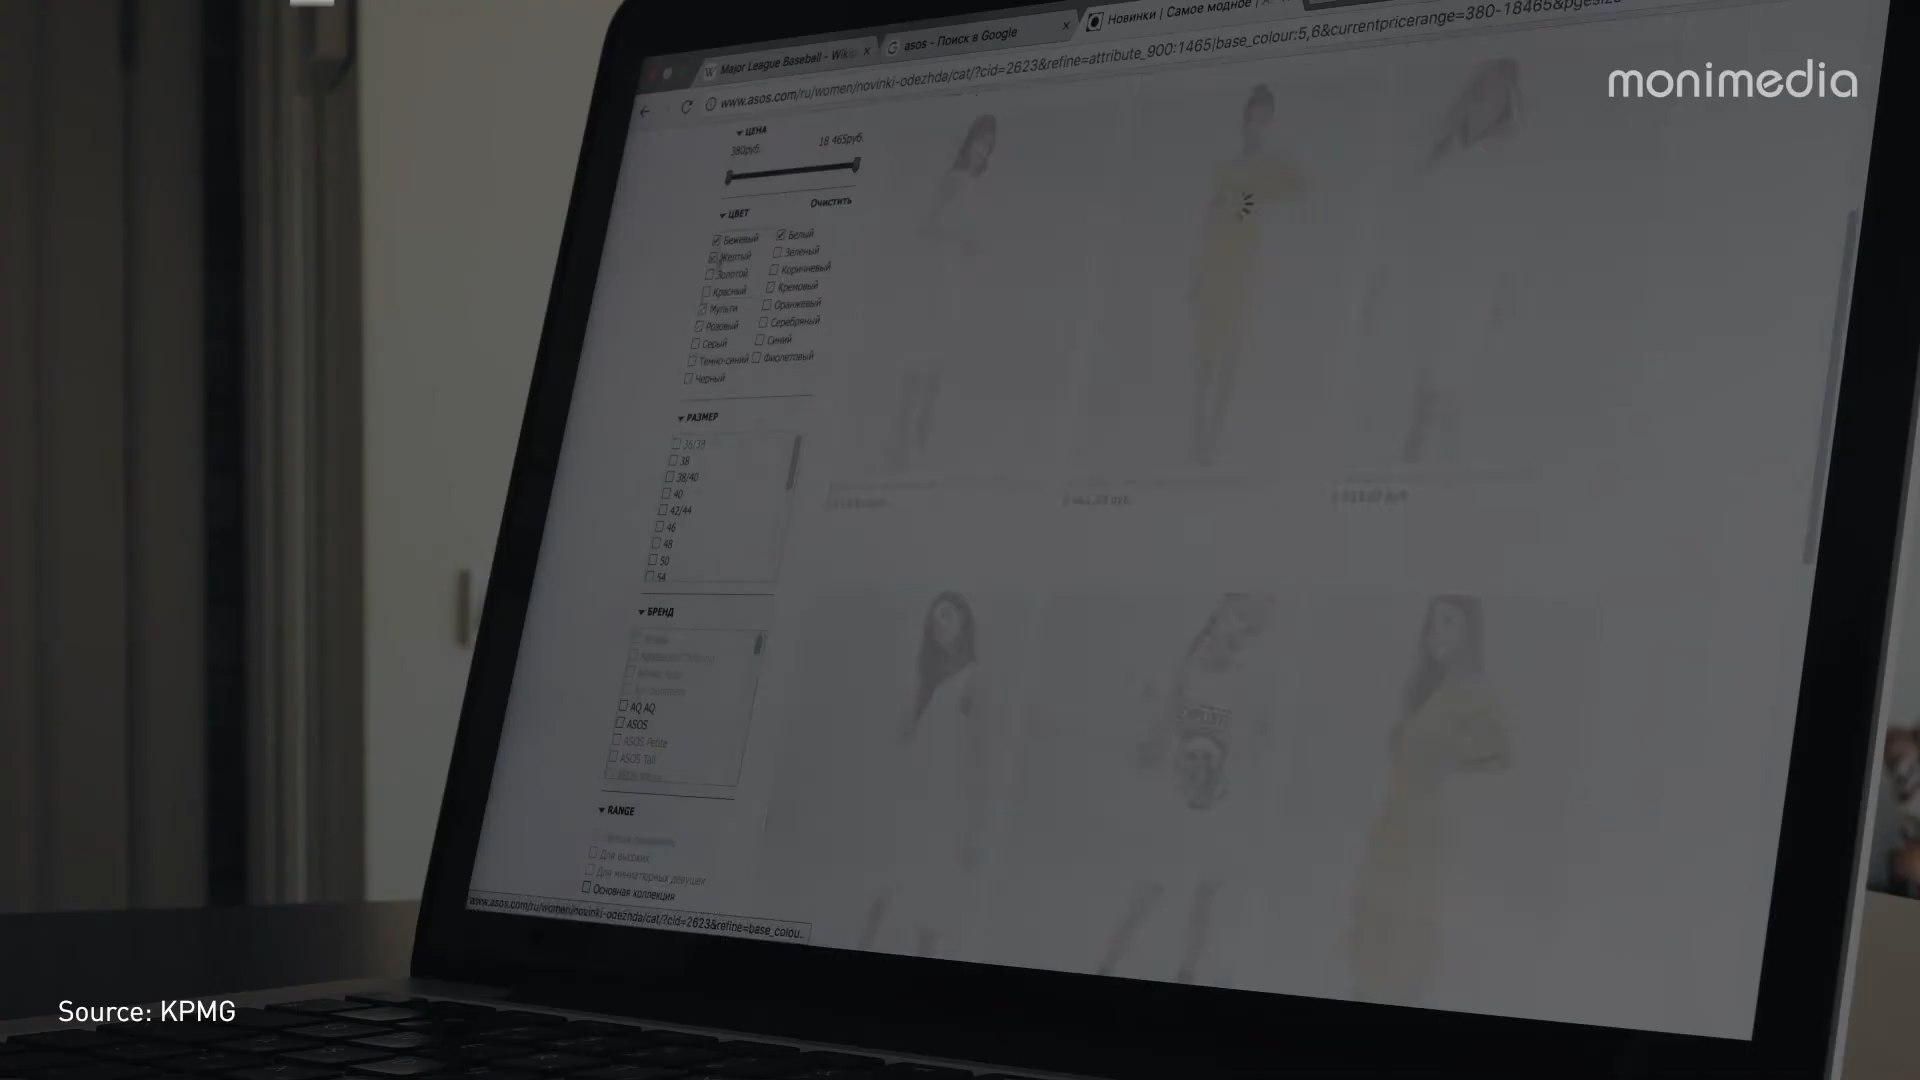 monimedia
Major League Baseball - Wiki
asos - Поиск в Google
Новинки | Самое модное |
www.asos.com/ru/women/novinki-odezhda/cat/?cid=2623&refine=attribute_900:1465|base_colour:5,6&currentpricerange=380-18465&pgesize
ЦЕНА
380руб. 18 465руб.
ЦВЕТ Очистить
Бежевый Белый
Желтый Зеленый
Золотой Коричневый
Красный Кремовый
Мульти Оранжевый
Розовый Серебряный
Серый Синий
Темно-синий Фиолетовый
Черный
РАЗМЕР
36/38
38
38/40
40
42/44
46
48
50
54
БРЕНД
AQ AQ
ASOS
ASOS Petite
ASOS Tall
RANGE
Для высоких
Для миниатюрных девушек
Основная коллекция
www.asos.com/ru/women/novinki-odezhda/cat/?cid=2623&refine=base_colou...
Source: KPMG